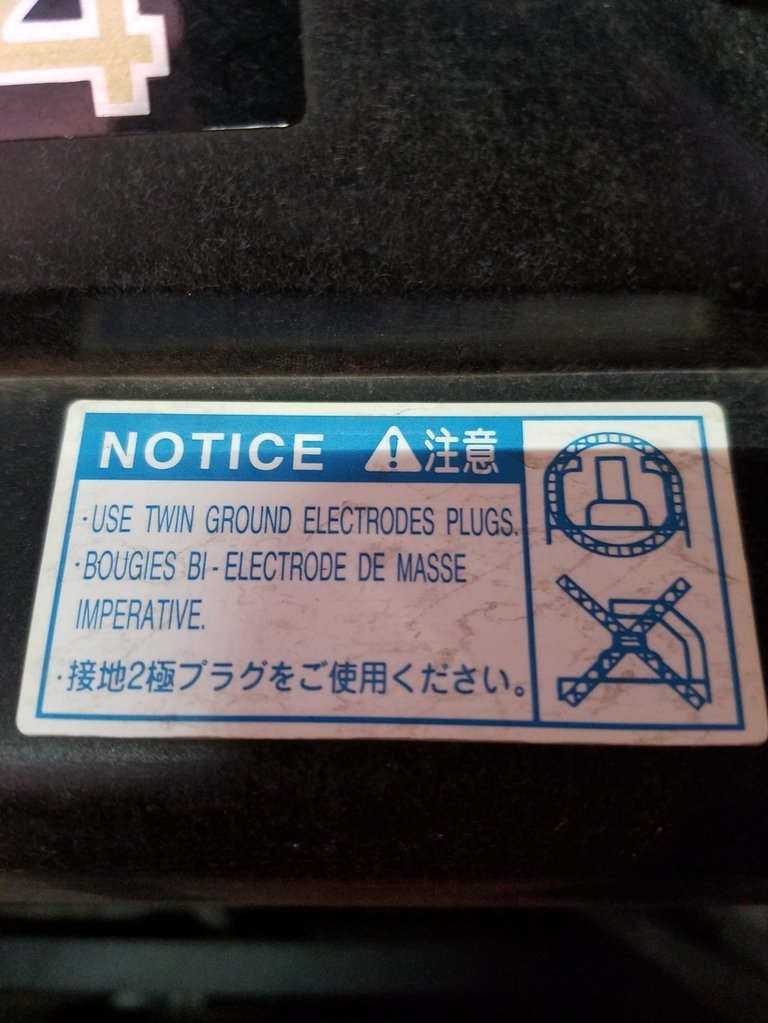 4
NOTICE ⚠注意
·USE TWIN GROUND ELECTRODES PLUGS.
·BOUGIES BI-ELECTRODE DE MASSE
IMPERATIVE.
·接地2極プラグをご使用ください。